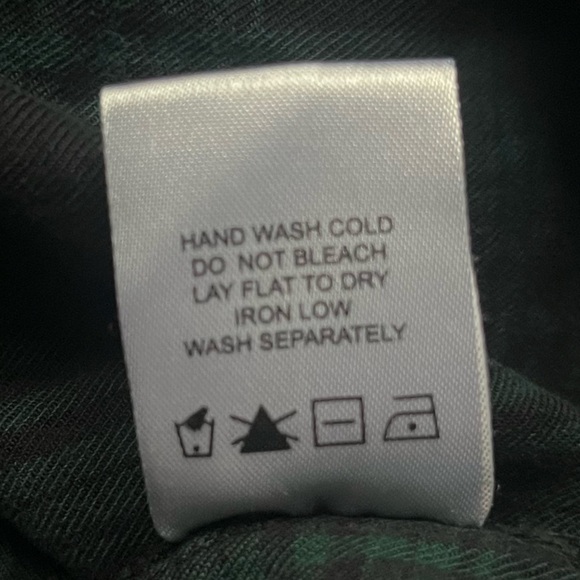 HAND WASH COLD
DO NOT BLEACH
LAY FLAT TO DRY
IRON LOW
WASH SEPARATELY